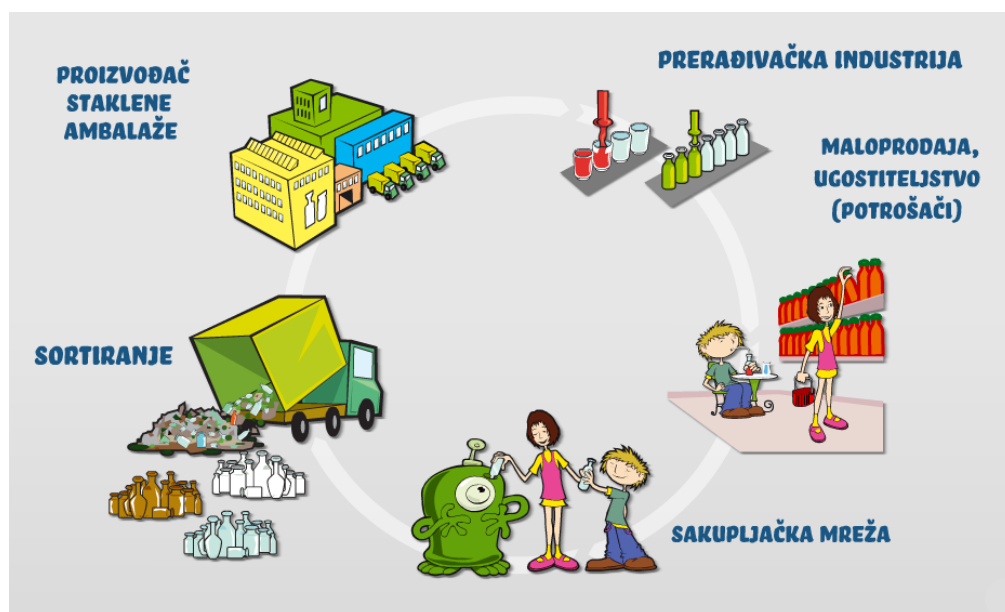 PROIZVOĐAČ
STAKLENE
AMBALAŽE
PRERAĐIVAČKA INDUSTRIJA
MALOPRODAJA,
UGOSTITELJSTVO
(POTROŠAČI)
SORTIRANJE
SAKUPLJAČKA MREŽA